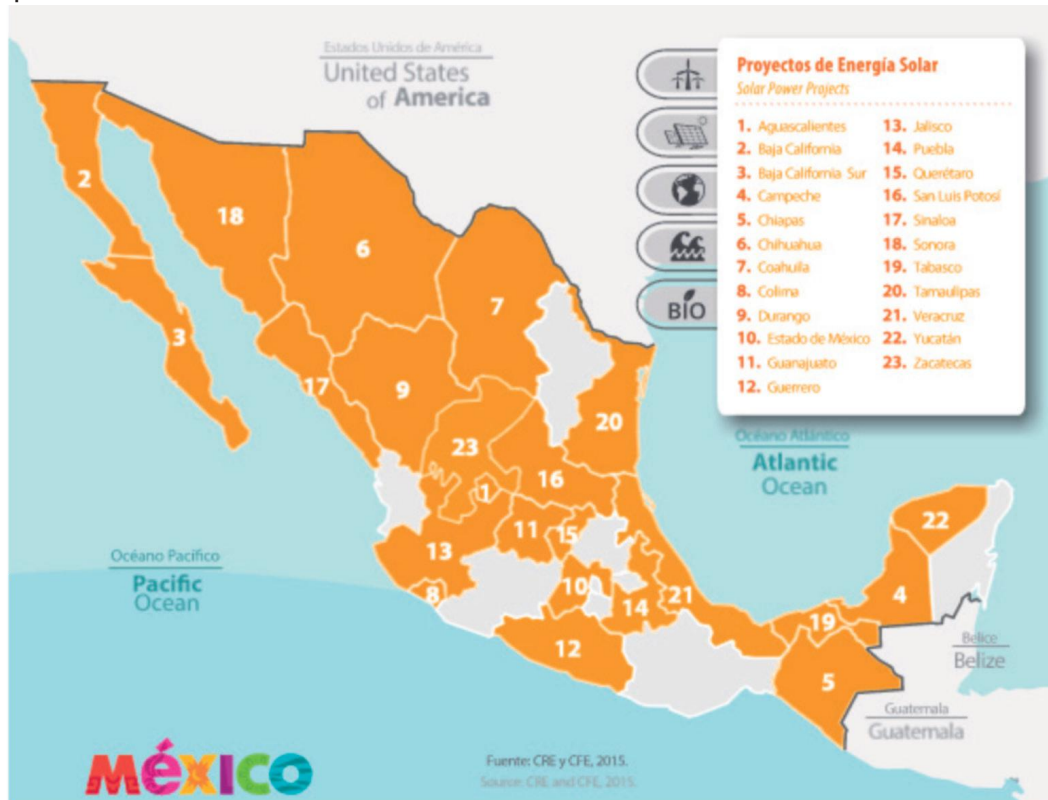 Estados Unidos de América
United States
of America
Proyectos de Energía Solar
Solar Power Projects
1. Aguascalientes
2. Baja California
3. Baja California Sur
4. Campeche
5. Chiapas
6. Chihuahua
7. Coahuila
8. Colima
9. Durango
10. Estado de México
11. Guanajuato
12. Guerrero
13. Jalisco
14. Puebla
15. Querétaro
16. San Luis Potosí
17. Sinaloa
18. Sonora
19. Tabasco
20. Tamaulipas
21. Veracruz
22. Yucatán
23. Zacatecas
BIO
2
18
6
7
3
17
9
20
23
16
1
22
11
15
13
10
8
14
21
4
19
12
5
Océano Atlántico
Atlantic
Ocean
Océano Pacífico
Pacific
Ocean
Belice
Belize
Guatemala
Guatemala
MéxICO
Fuente: CRE y CFE, 2015.
Source: CRE and CFE, 2015.